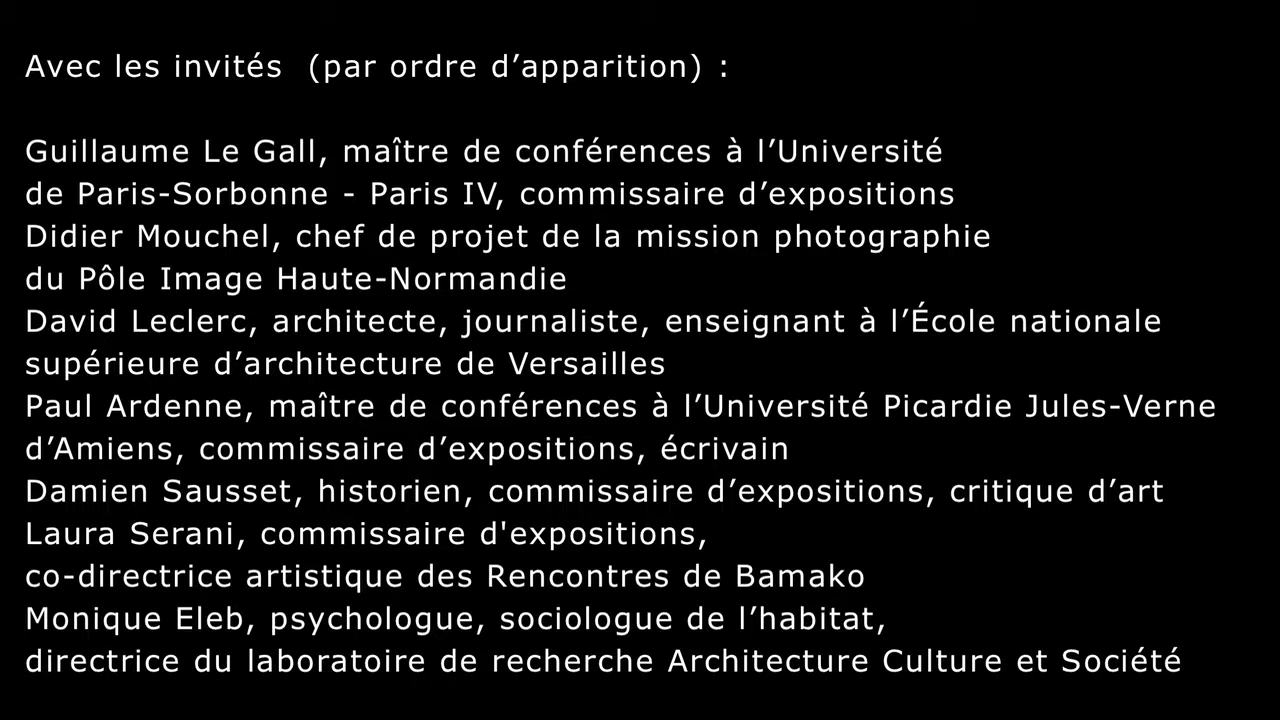 Avec les invités  (par ordre d’apparition) :
Guillaume Le Gall, maître de conférences à l’Université
de Paris-Sorbonne - Paris IV, commissaire d’expositions
Didier Mouchel, chef de projet de la mission photographie
du Pôle Image Haute-Normandie
David Leclerc, architecte, journaliste, enseignant à l’École nationale
supérieure d’architecture de Versailles
Paul Ardenne, maître de conférences à l’Université Picardie Jules-Verne
d’Amiens, commissaire d’expositions, écrivain
Damien Sausset, historien, commissaire d’expositions, critique d’art
Laura Serani, commissaire d'expositions,
co-directrice artistique des Rencontres de Bamako
Monique Eleb, psychologue, sociologue de l’habitat,
directrice du laboratoire de recherche Architecture Culture et Société